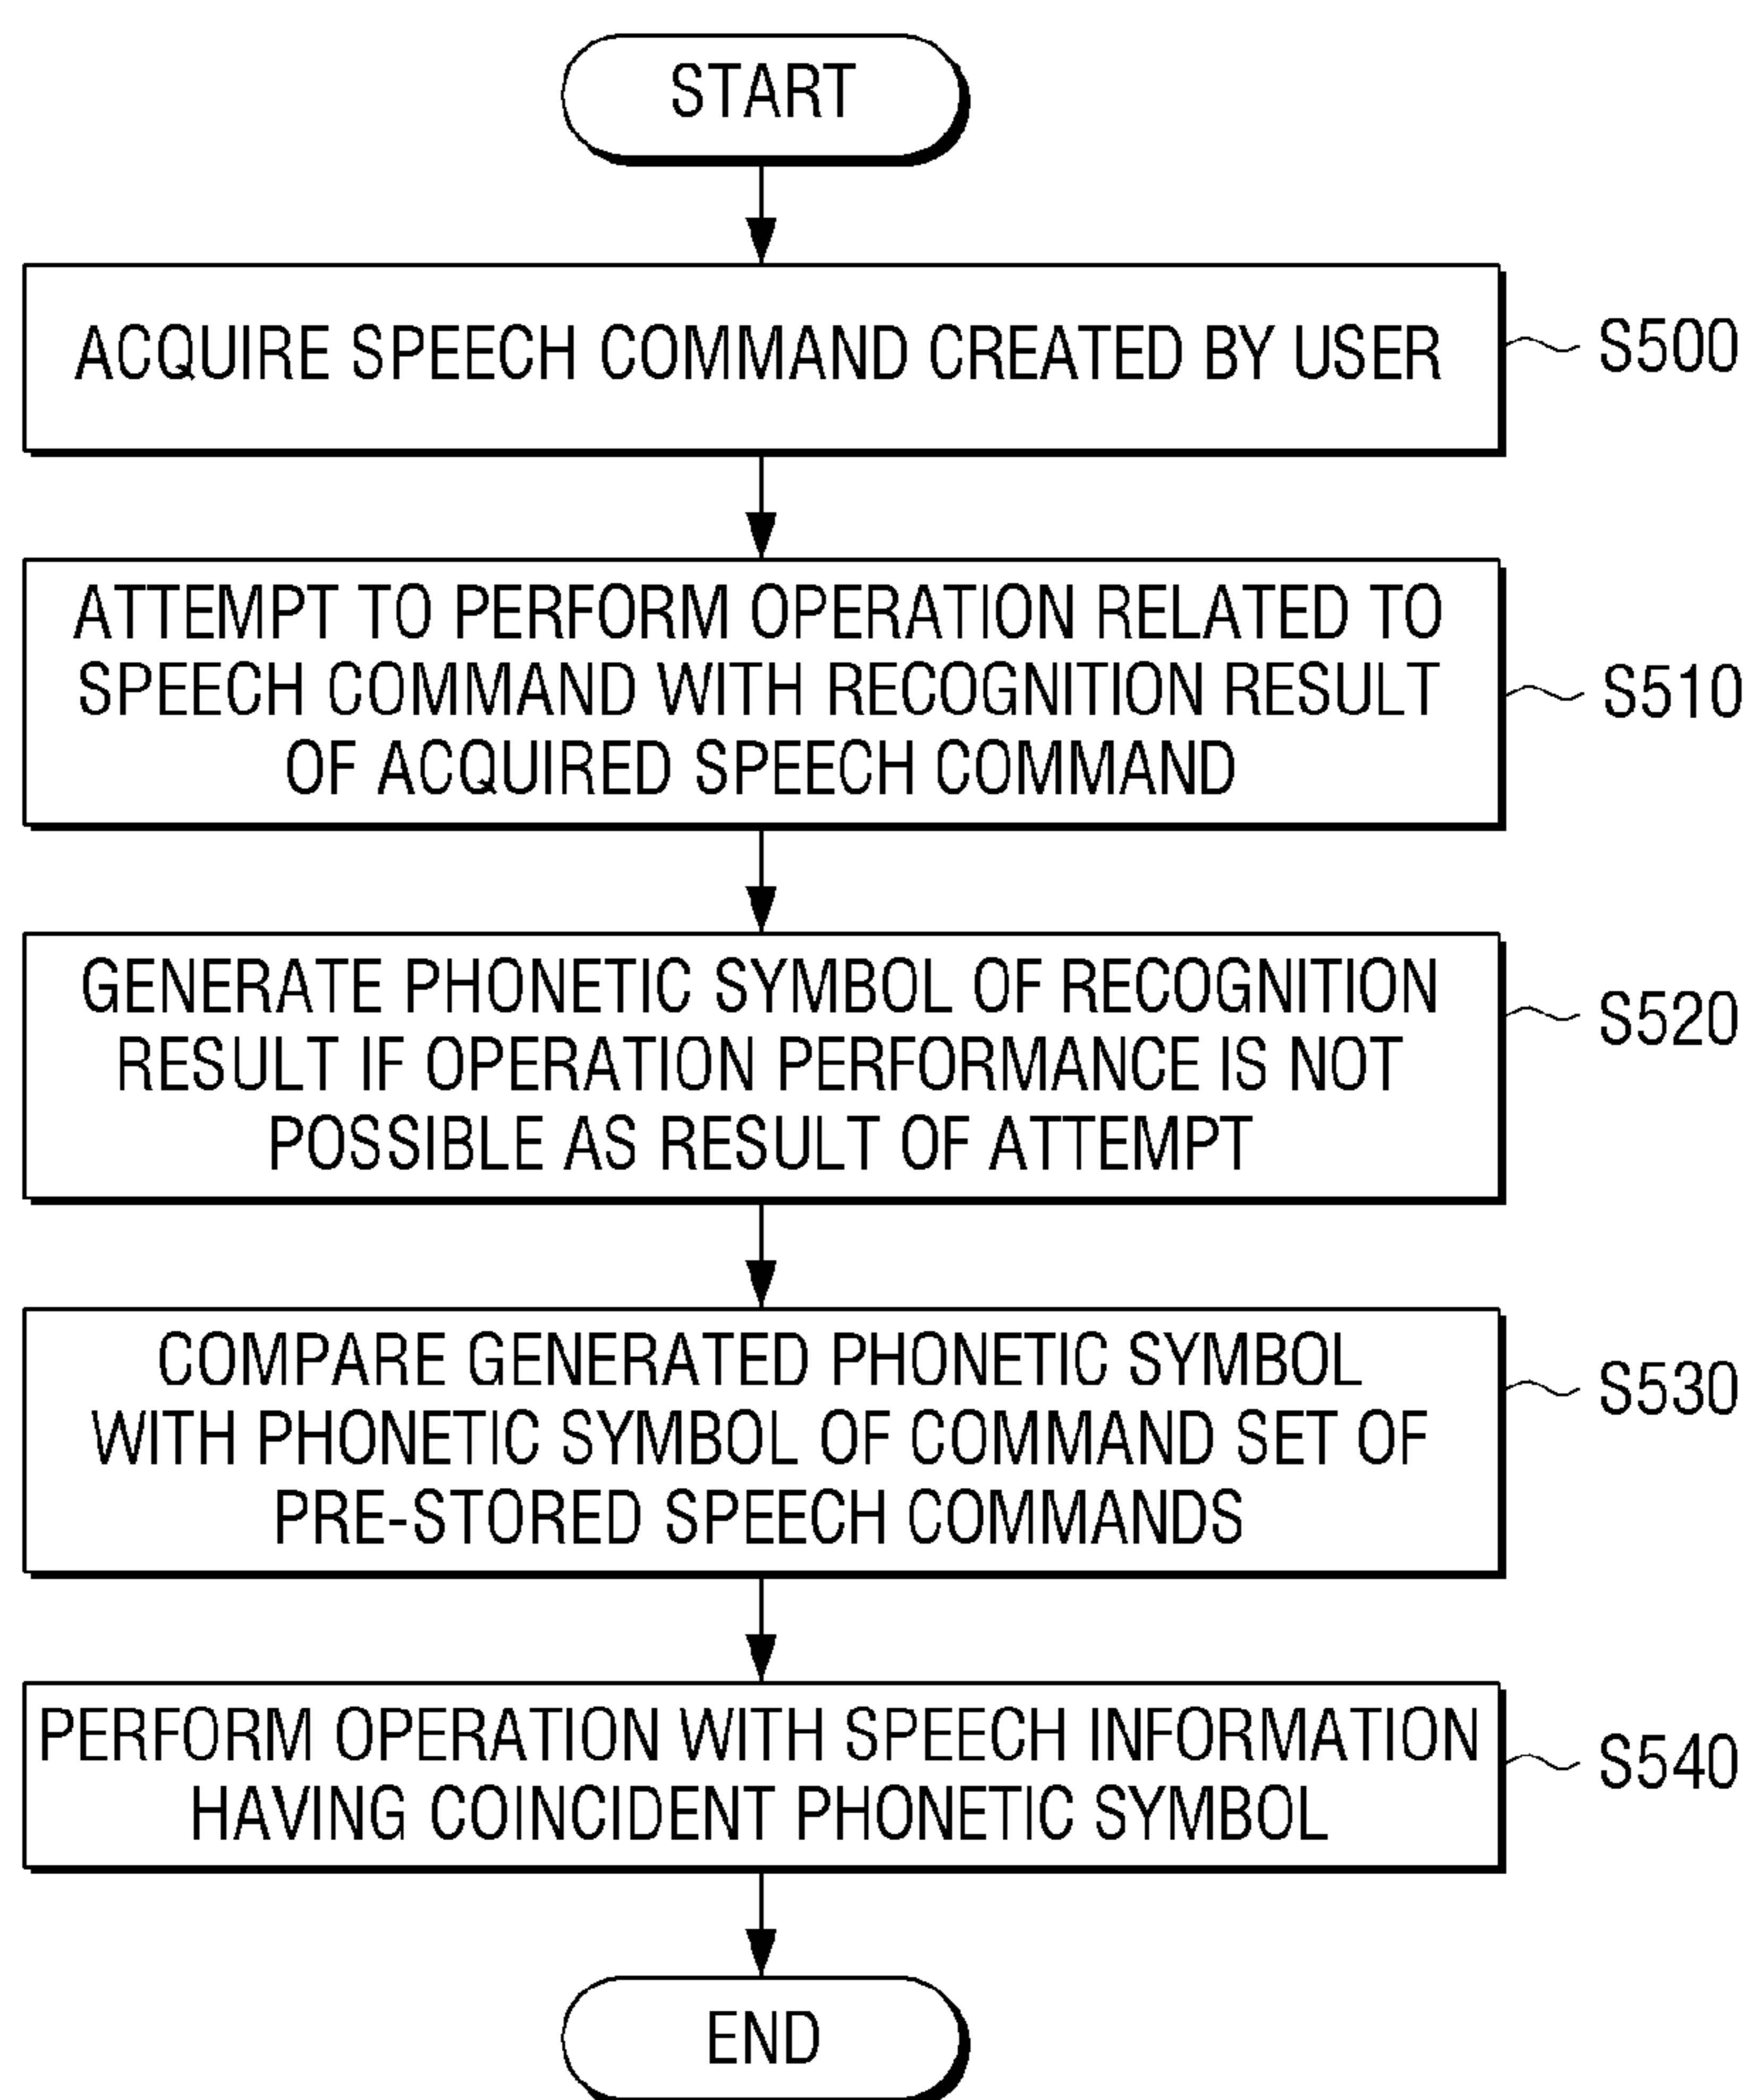 START
ACQUIRE SPEECH COMMAND CREATED BY USER
S500
ATTEMPT TO PERFORM OPERATION RELATED TO
SPEECH COMMAND WITH RECOGNITION RESULT
OF ACQUIRED SPEECH COMMAND
S510
GENERATE PHONETIC SYMBOL OF RECOGNITION
RESULT IF OPERATION PERFORMANCE IS NOT
POSSIBLE AS RESULT OF ATTEMPT
S520
COMPARE GENERATED PHONETIC SYMBOL
WITH PHONETIC SYMBOL OF COMMAND SET OF
PRE-STORED SPEECH COMMANDS
S530
PERFORM OPERATION WITH SPEECH INFORMATION
HAVING COINCIDENT PHONETIC SYMBOL
S540
END